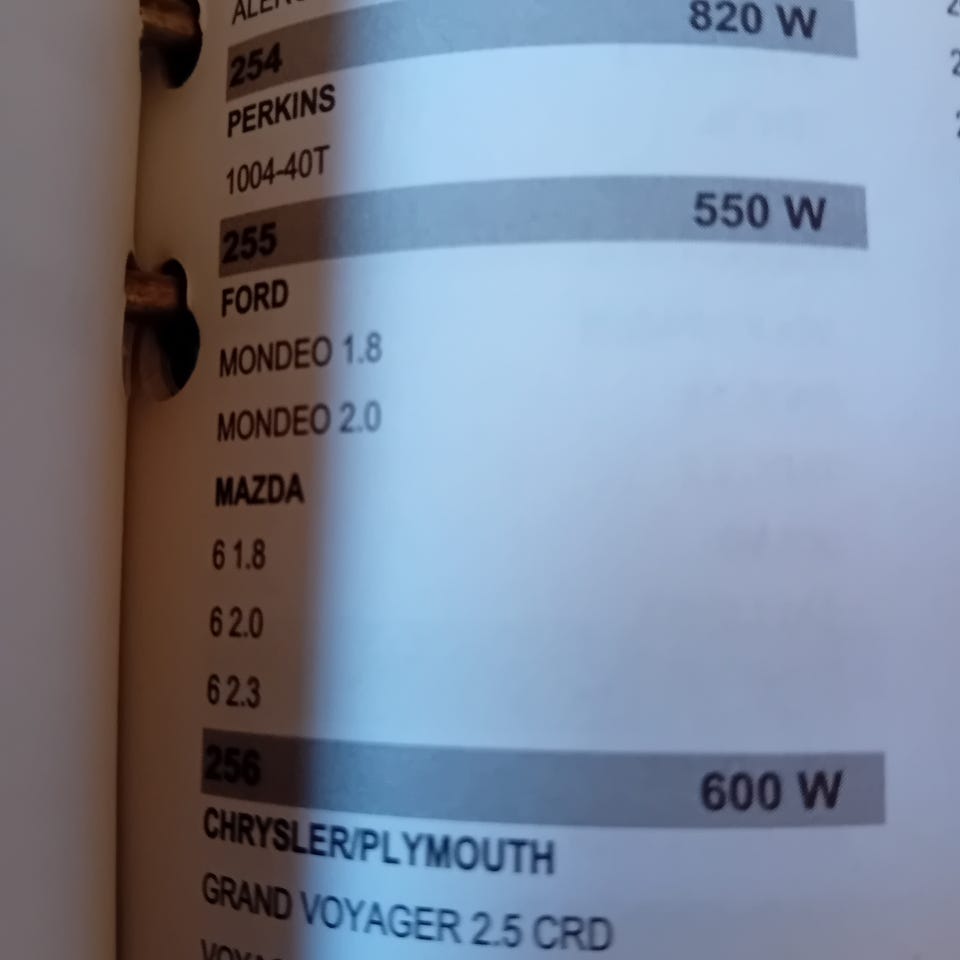 254 820 W
PERKINS
1004-40T
255 550 W
FORD
MONDEO 1.8
MONDEO 2.0
MAZDA
6 1.8
6 2.0
6 2.3
256 600 W
CHRYSLER/PLYMOUTH
GRAND VOYAGER 2.5 CRD